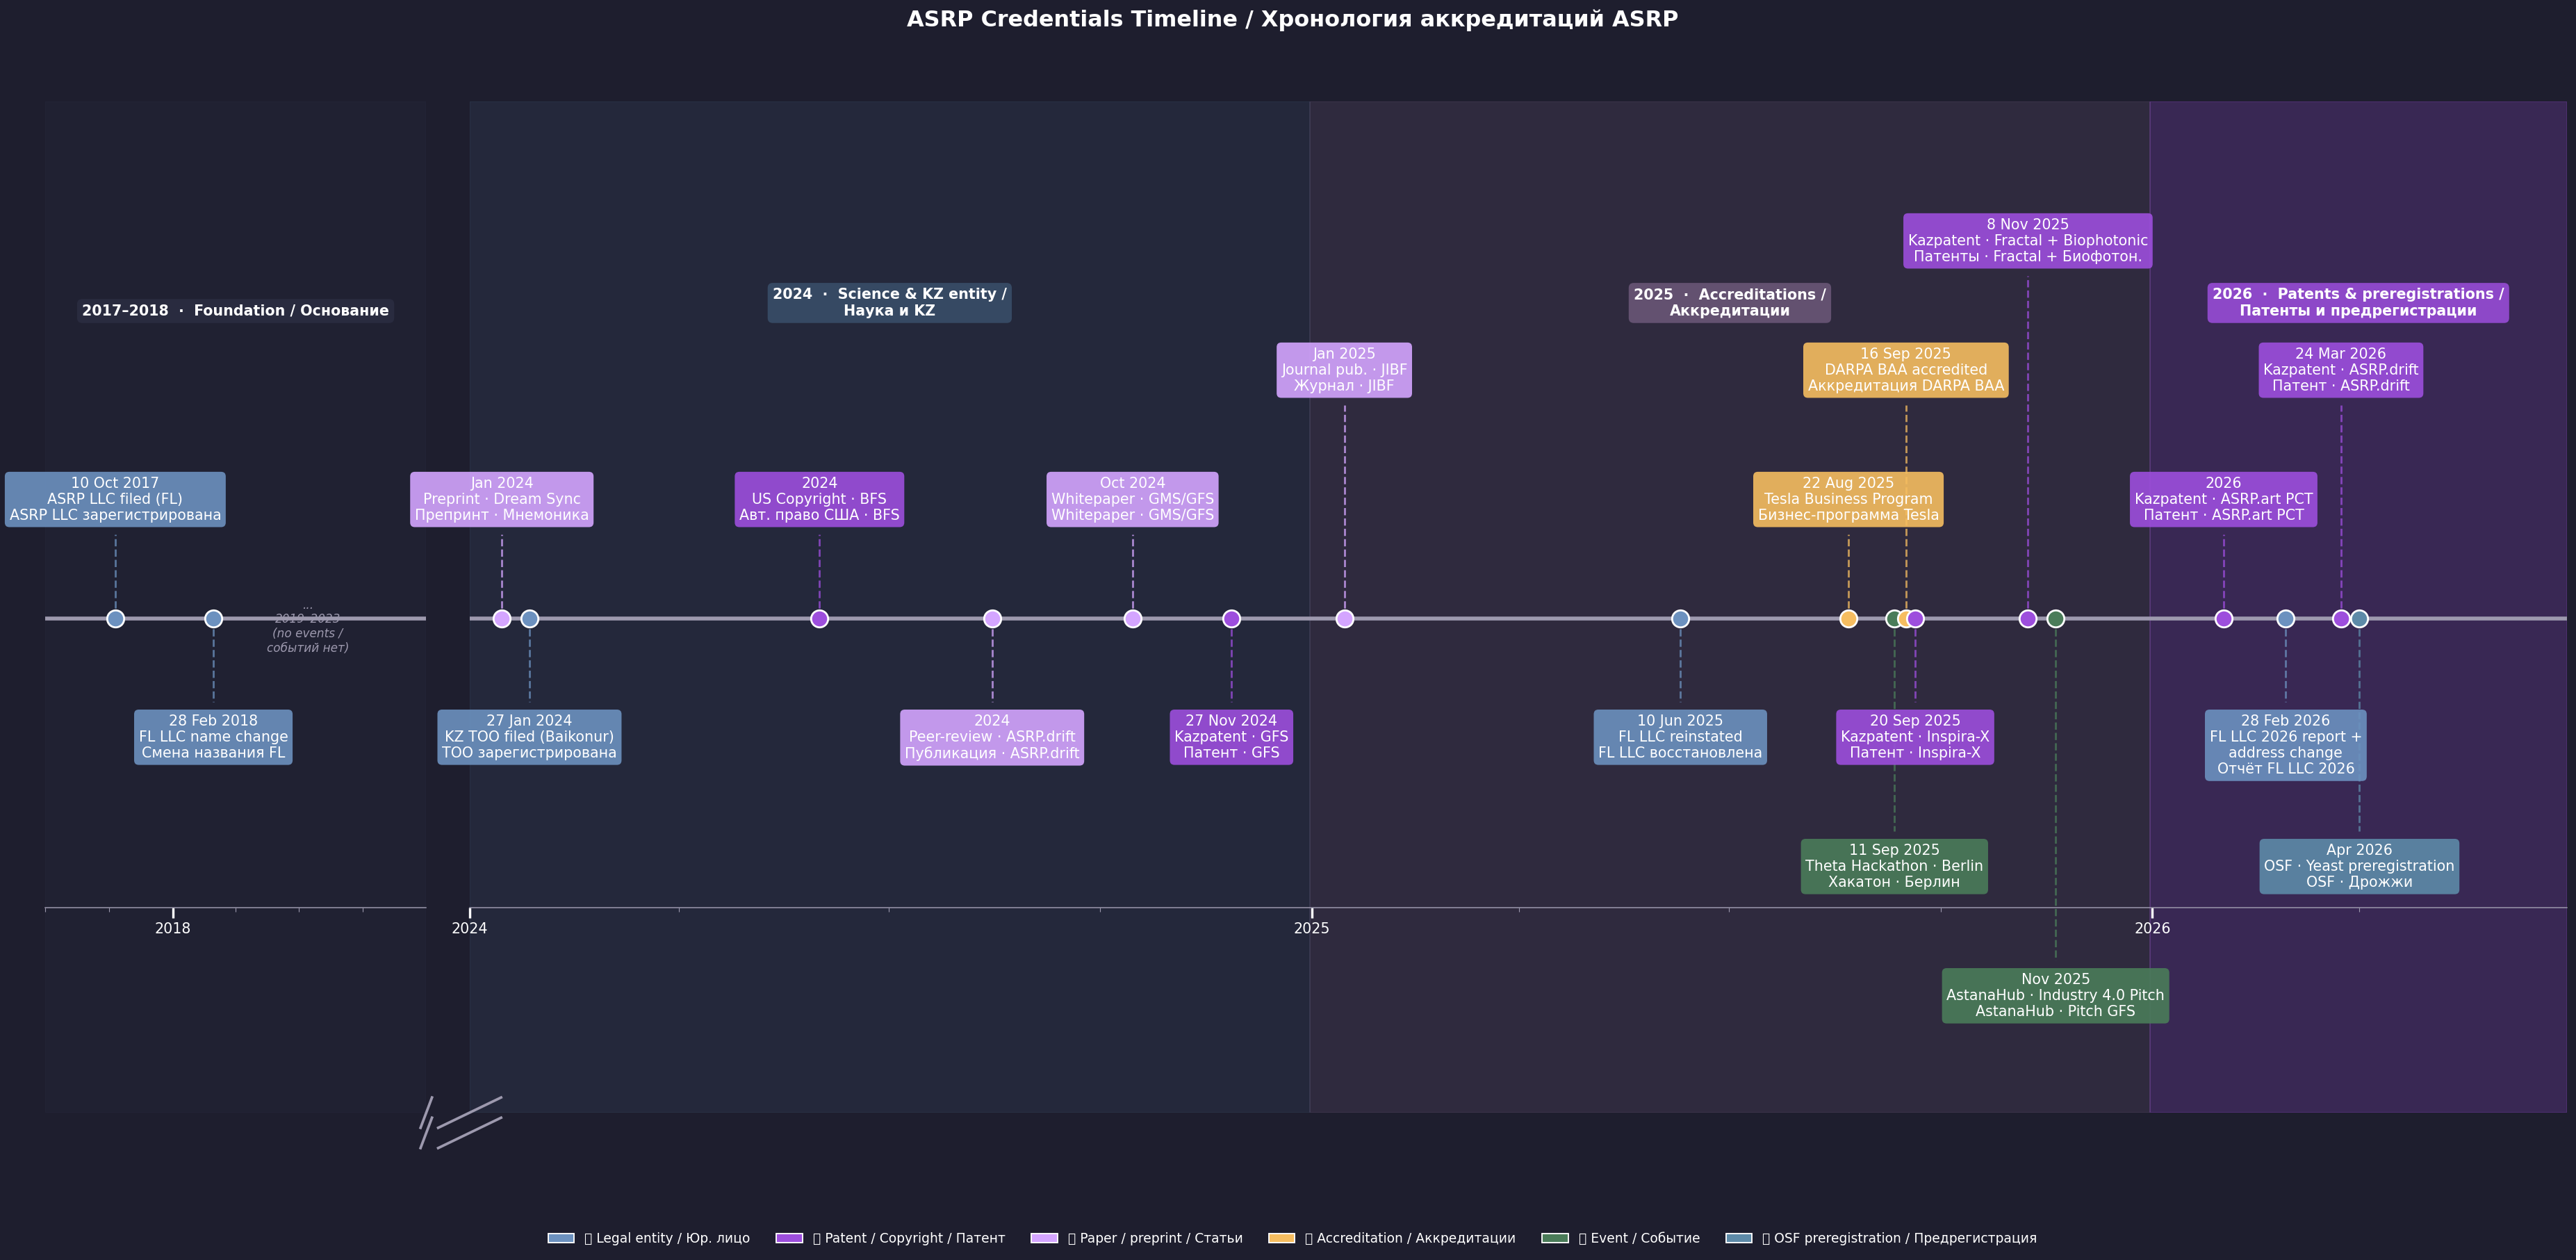 ASRP Credentials Timeline / Хронология аккредитаций ASRP
8 Nov 2025
Kazpatent · Fractal + Biophotonic
Патенты · Fractal + Биофотон.
2017–2018 · Foundation / Основание
2024 · Science & KZ entity /
Наука и KZ
2025 · Accreditations /
Аккредитации
2026 · Patents & preregistrations /
Патенты и предрегистрации
Jan 2025
Journal pub. · JIBF
Журнал · JIBF
16 Sep 2025
DARPA BAA accredited
Аккредитация DARPA BAA
24 Mar 2026
Kazpatent · ASRP.drift
Патент · ASRP.drift
10 Oct 2017
ASRP LLC filed (FL)
ASRP LLC зарегистрирована
Jan 2024
Preprint · Dream Sync
Препринт · Мнемоника
2024
US Copyright · BFS
Авт. право США · BFS
Oct 2024
Whitepaper · GMS/GFS
Whitepaper · GMS/GFS
22 Aug 2025
Tesla Business Program
Бизнес-программа Tesla
2026
Kazpatent · ASRP.art PCT
Патент · ASRP.art PCT
...
2019–2023
(no events /
событий нет)
28 Feb 2018
FL LLC name change
Смена названия FL
27 Jan 2024
KZ TOO filed (Baikonur)
ТОО зарегистрирована
2024
Peer-review · ASRP.drift
Публикация · ASRP.drift
27 Nov 2024
Kazpatent · GFS
Патент · GFS
10 Jun 2025
FL LLC reinstated
FL LLC восстановлена
20 Sep 2025
Kazpatent · Inspira-X
Патент · Inspira-X
28 Feb 2026
FL LLC 2026 report +
address change
Отчёт FL LLC 2026
11 Sep 2025
Theta Hackathon · Berlin
Хакатон · Берлин
Apr 2026
OSF · Yeast preregistration
OSF · Дрожжи
2018
2024
2025
2026
Nov 2025
AstanaHub · Industry 4.0 Pitch
AstanaHub · Pitch GFS
Legal entity / Юр. лицо
Patent / Copyright / Патент
Paper / preprint / Статьи
Accreditation / Аккредитации
Event / Событие
OSF preregistration / Предрегистрация